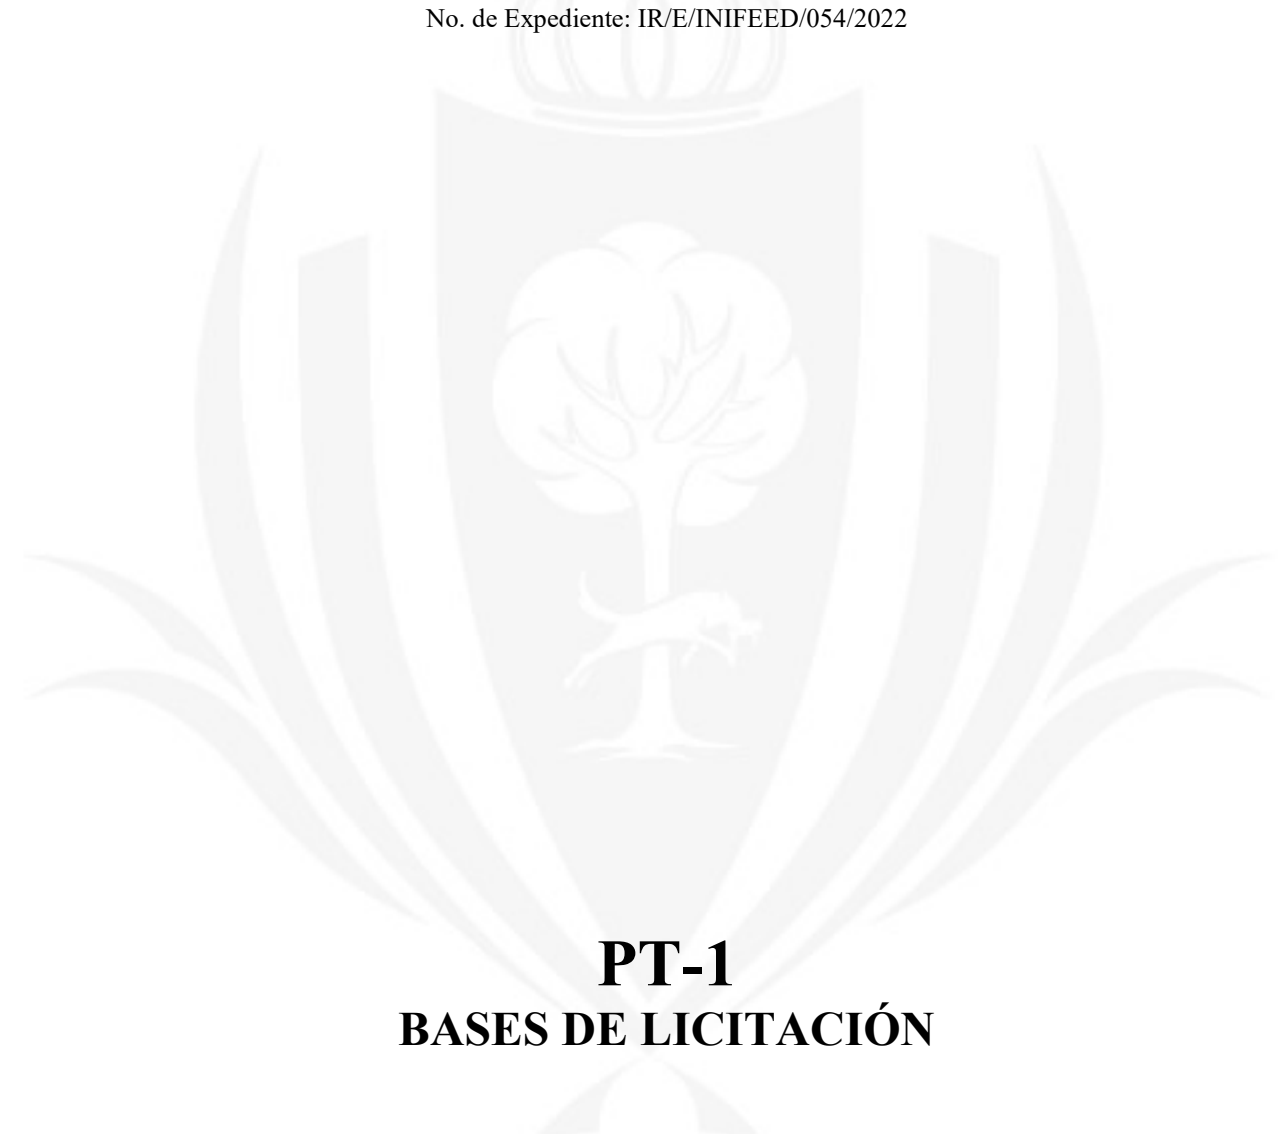 No. de Expediente: IR/E/INIFEED/054/2022
PT-1
BASES DE LICITACIÓN